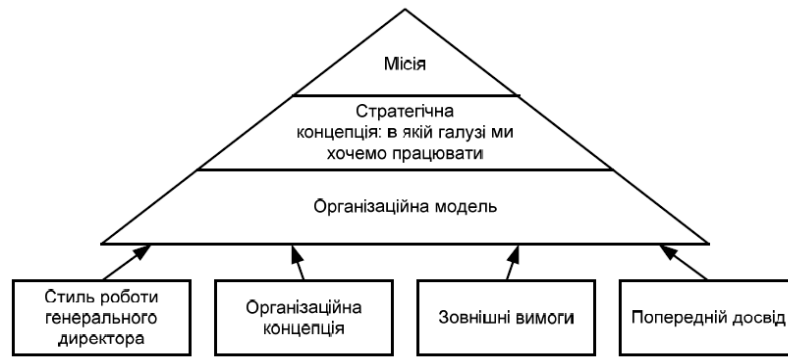 Місія
Стратегічна
концепція: в якій галузі ми
хочемо працювати
Організаційна модель
Стиль роботи
генерального
директора
Організаційна
концепція
Зовнішні вимоги
Попередній досвід